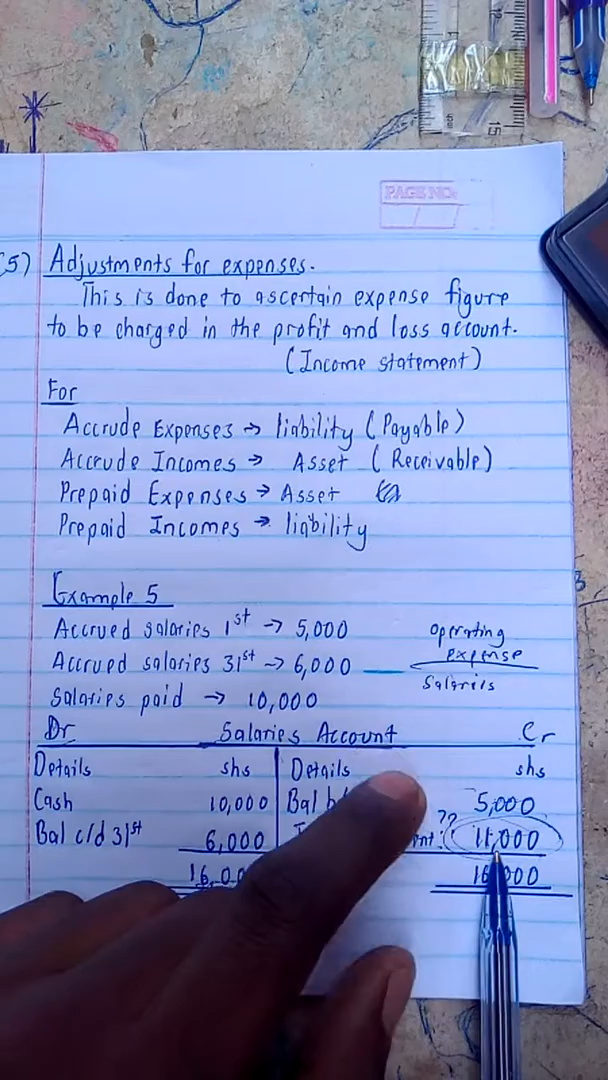 PAGE NO:
5) Adjustments for expenses.
This is done to ascertain expense figure
to be charged in the profit and loss account.
(Income statement)
For
Accrude Expenses → liability (Payable)
Accrude Incomes → Asset (Receivable)
Prepaid Expenses → Asset
Prepaid Incomes → liability
Example 5
Accrued salaries 1st → 5,000
Accrued salaries 31st → 6,000
Salaries paid → 10,000
Operating
expense
Salaries
Dr Salaries Account Cr
Details shs Details shs
Cash 10,000 Bal 5,000
Bal c/d 31st 6,000 ?? 11,000